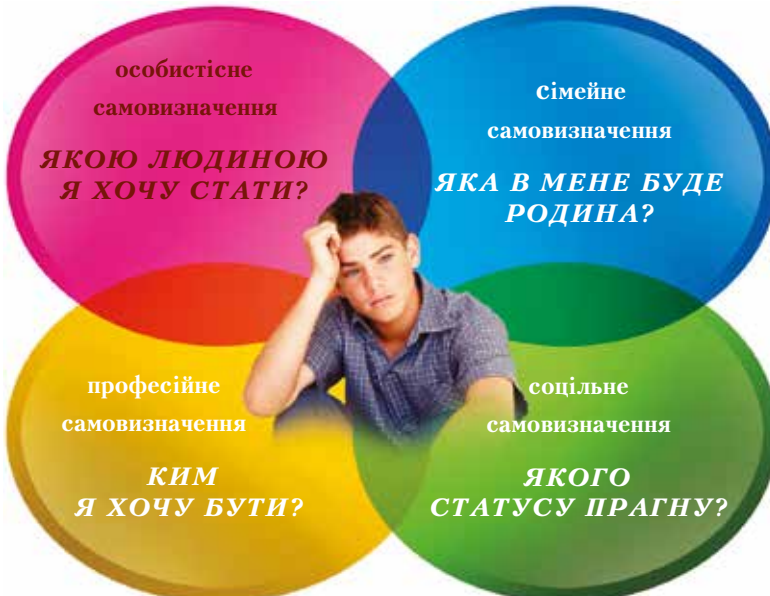 особистісне
самовизначення
ЯКОЮ ЛЮДИНОЮ
Я ХОЧУ СТАТИ?
сімейне
самовизначення
ЯКА В МЕНЕ БУДЕ
РОДИНА?
професійне
самовизначення
КИМ
Я ХОЧУ БУТИ?
соцільне
самовизначення
ЯКОГО
СТАТУСУ ПРАГНУ?